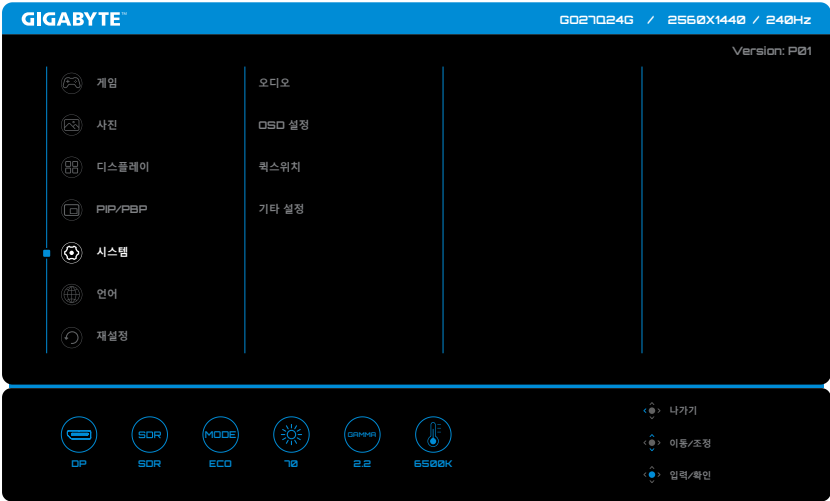 GIGABYTE™
GO27Q24G / 2560X1440 / 240Hz
Version: P01
게임
오디오
사진
OSD 설정
디스플레이
퀵스위치
PIP/PBP
기타 설정
시스템
언어
재설정
SDR
MODE
GAMMA
DP
SDR
ECO
70
2.2
6500K
나가기
이동/조정
입력/확인